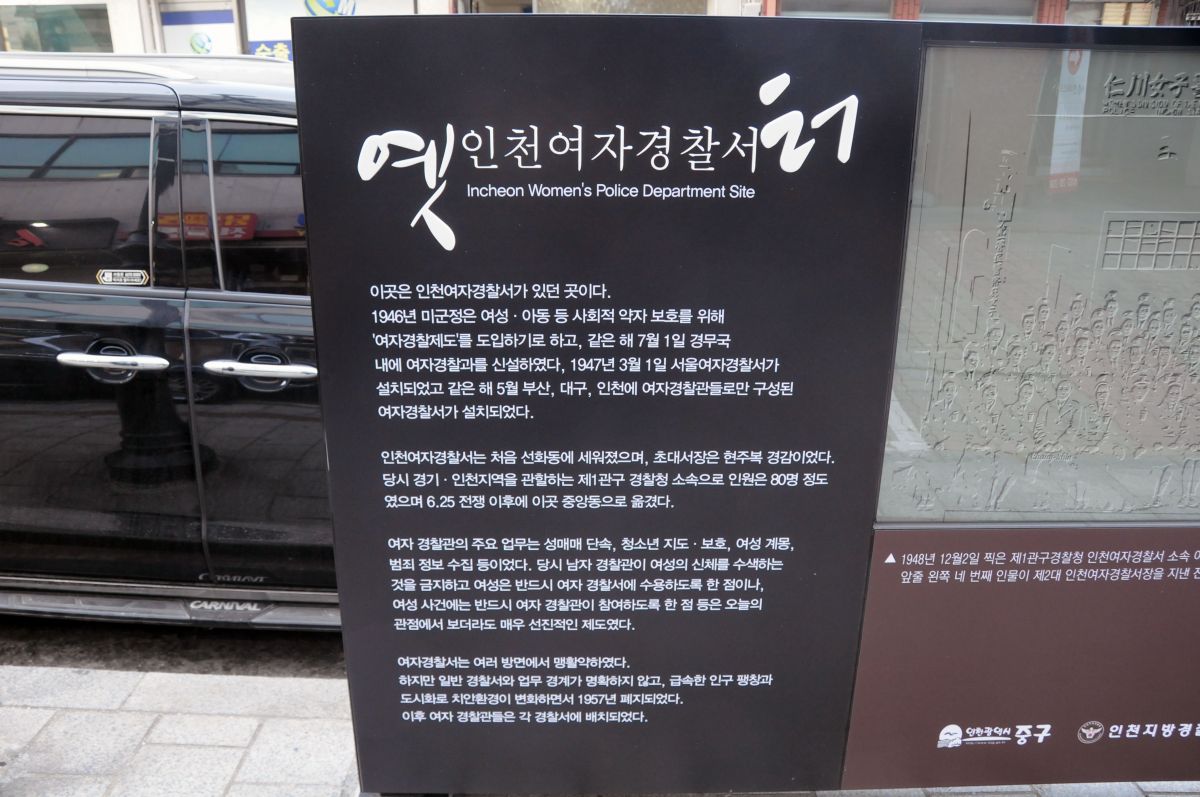 옛 인천여자경찰서 터
Incheon Women's Police Department Site
이곳은 인천여자경찰서가 있던 곳이다.
1946년 미군정은 여성 · 아동 등 사회적 약자 보호를 위해
'여자경찰제도'를 도입하기로 하고, 같은 해 7월 1일 경무국
내에 여자경찰과를 신설하였다, 1947년 3월 1일 서울여자경찰서가
설치되었고 같은 해 5월 부산, 대구, 인천에 여자경찰관들로만 구성된
여자경찰서가 설치되었다.
인천여자경찰서는 처음 선화동에 세워졌으며, 초대서장은 현주복 경감이었다.
당시 경기 · 인천지역을 관할하는 제1관구 경찰청 소속으로 인원은 80명 정도
였으며 6.25 전쟁 이후에 이곳 중앙동으로 옮겼다.
여자 경찰관의 주요 업무는 성매매 단속, 청소년 지도 · 보호, 여성 계몽,
범죄 정보 수집 등이었다. 당시 남자 경찰관이 여성의 신체를 수색하는
것을 금지하고 여성은 반드시 여자 경찰서에 수용하도록 한 점이나,
여성 사건에는 반드시 여자 경찰관이 참여하도록 한 점 등은 오늘의
관점에서 보더라도 매우 선진적인 제도였다.
여자경찰서는 여러 방면에서 맹활약하였다.
하지만 일반 경찰서와 업무 경계가 명확하지 않고, 급속한 인구 팽창과
도시화로 치안환경이 변화하면서 1957년 폐지되었다.
이후 여자 경찰관들은 각 경찰서에 배치되었다.
仁川女子
▲ 1948년 12월2일 찍은 제1관구경찰청 인천여자경찰서 소속
앞줄 왼쪽 네 번째 인물이 제2대 인천여자경찰서장을 지낸
인천광역시 중구
인천지방경찰
CARNIVAL